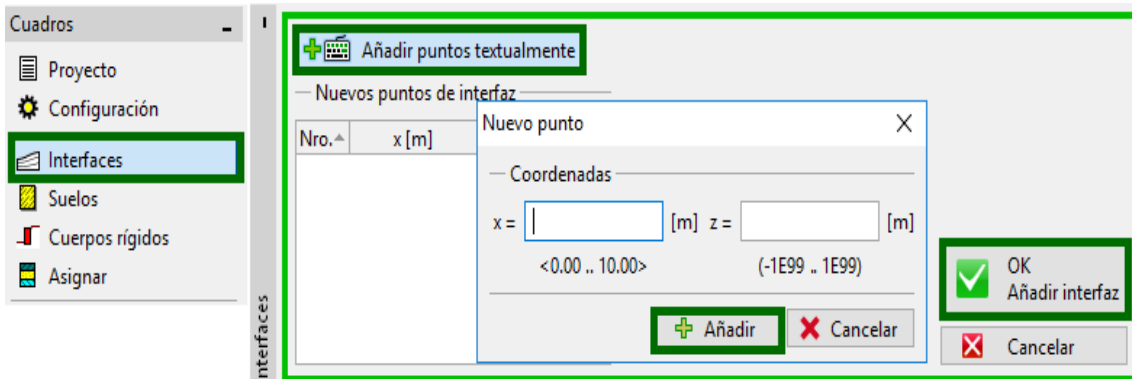 Cuadros
Proyecto
Configuración
Interfaces
Suelos
Cuerpos rígidos
Asignar
nterfaces
Añadir puntos textualmente
Nuevos puntos de interfaz
Nro. x [m]
Nuevo punto
Coordenadas
x = [m] z = [m]
<0.00 .. 10.00> (-1E99 .. 1E99)
Añadir Cancelar
OK
Añadir interfaz
Cancelar